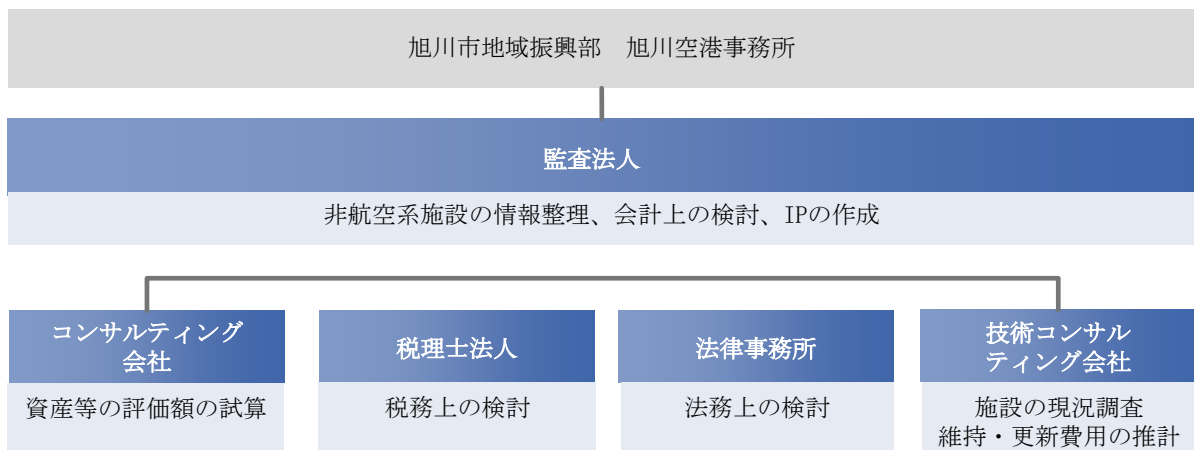 旭川市地域振興部　旭川空港事務所
監査法人
非航空系施設の情報整理、会計上の検討、IPの作成
コンサルティング
会社
資産等の評価額の試算
税理士法人
税務上の検討
法律事務所
法務上の検討
技術コンサル
ティング会社
施設の現況調査
維持・更新費用の推計